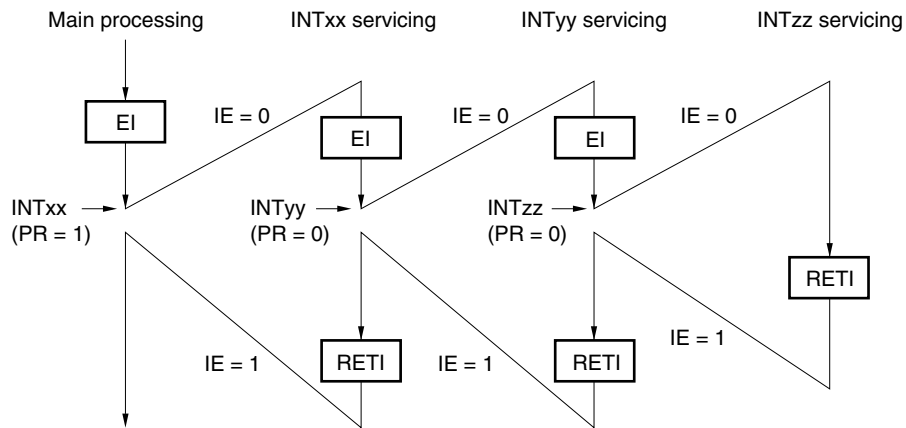 Main processing INTxx servicing INTyy servicing INTzz servicing
IE = 0 IE = 0 IE = 0
EI
EI EI
INTxx INTyy INTzz
(PR = 1) (PR = 0) (PR = 0)
RETI
IE = 1 RETI IE = 1 RETI IE = 1